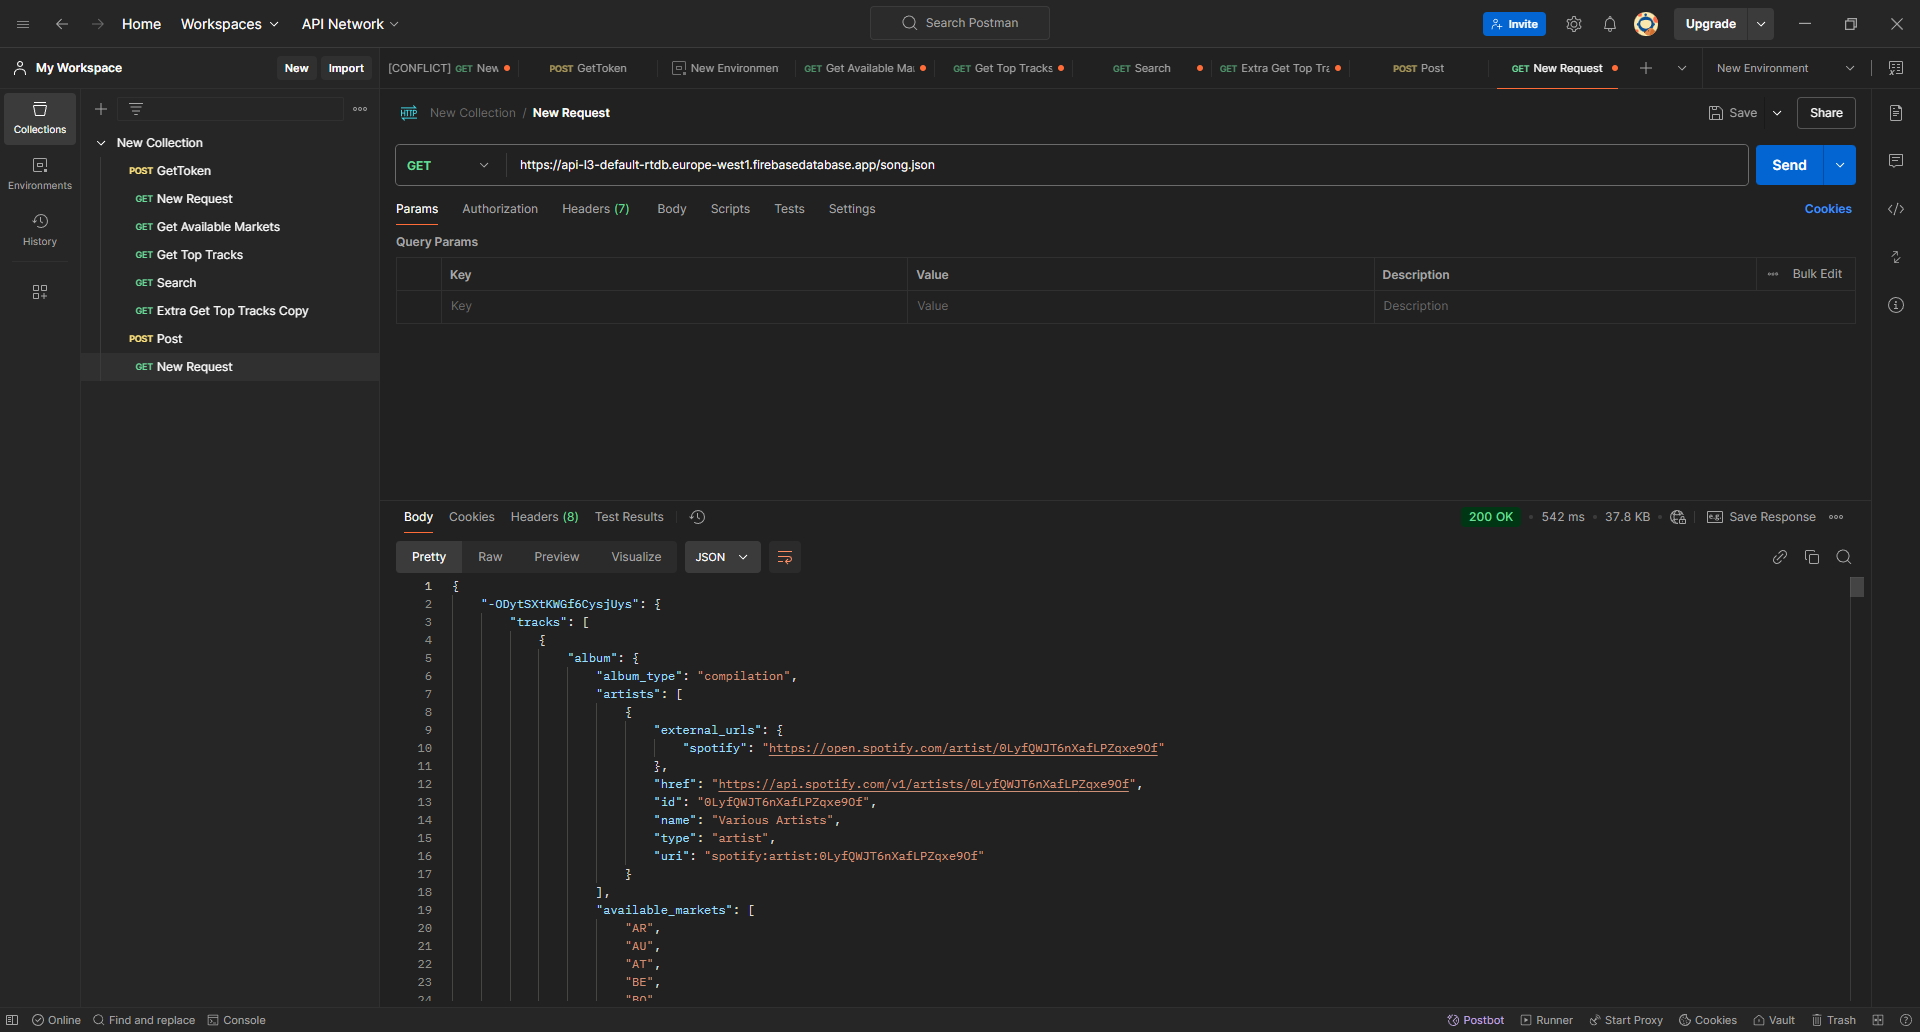 Home Workspaces API Network Search Postman Invite Upgrade
My Workspace New Import [CONFLICT] GET New POST GetToken New Environmen GET Get Available Ma GET Get Top Tracks GET Search GET Extra Get Top Tra POST Post GET New Request New Environment
Collections
Environments
History
New Collection
POST GetToken
GET New Request
GET Get Available Markets
GET Get Top Tracks
GET Search
GET Extra Get Top Tracks Copy
POST Post
GET New Request
HTTP New Collection / New Request Save Share
GET https://api-l3-default-rtdb.europe-west1.firebasedatabase.app/song.json Send
Params Authorization Headers (7) Body Scripts Tests Settings Cookies
Query Params
Key Value Description Bulk Edit
Key Value Description
Body Cookies Headers (8) Test Results 200 OK 542 ms 37.8 KB e.g. Save Response
Pretty Raw Preview Visualize JSON
1 {
2 "-ODytSXtKWGf6CysjUys": {
3 "tracks": [
4 {
5 "album": {
6 "album_type": "compilation",
7 "artists": [
8 {
9 "external_urls": {
10 "spotify": "https://open.spotify.com/artist/0LyfQWJT6nXafLPZqxe9Of"
11 },
12 "href": "https://api.spotify.com/v1/artists/0LyfQWJT6nXafLPZqxe9Of",
13 "id": "0LyfQWJT6nXafLPZqxe9Of",
14 "name": "Various Artists",
15 "type": "artist",
16 "uri": "spotify:artist:0LyfQWJT6nXafLPZqxe9Of"
17 }
18 ],
19 "available_markets": [
20 "AR",
21 "AU",
22 "AT",
23 "BE",
24 "BO"
Online Find and replace Console Postbot Runner Start Proxy Cookies Vault Trash